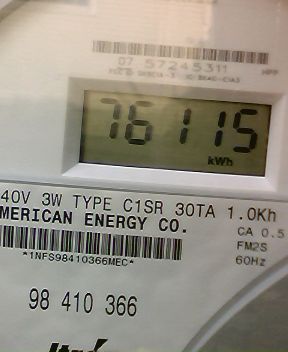 07 57245311
76115
kWh
40V 3W TYPE C1SR 30TA 1.0Kh
MERICAN ENERGY CO.
CA 0.5
FM2S
60Hz
*1NFS98410366MEC*
98 410 366